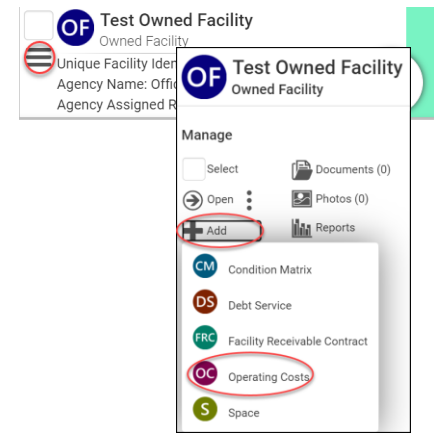 OF Test Owned Facility
Owned Facility
Unique Facility Iden
Agency Name: Offi
Agency Assigned R
OF Test Owned Facility
Owned Facility
Manage
Select Documents (0)
Open Photos (0)
Add Reports
CM Condition Matrix
DS Debt Service
FRC Facility Receivable Contract
OC Operating Costs
S Space